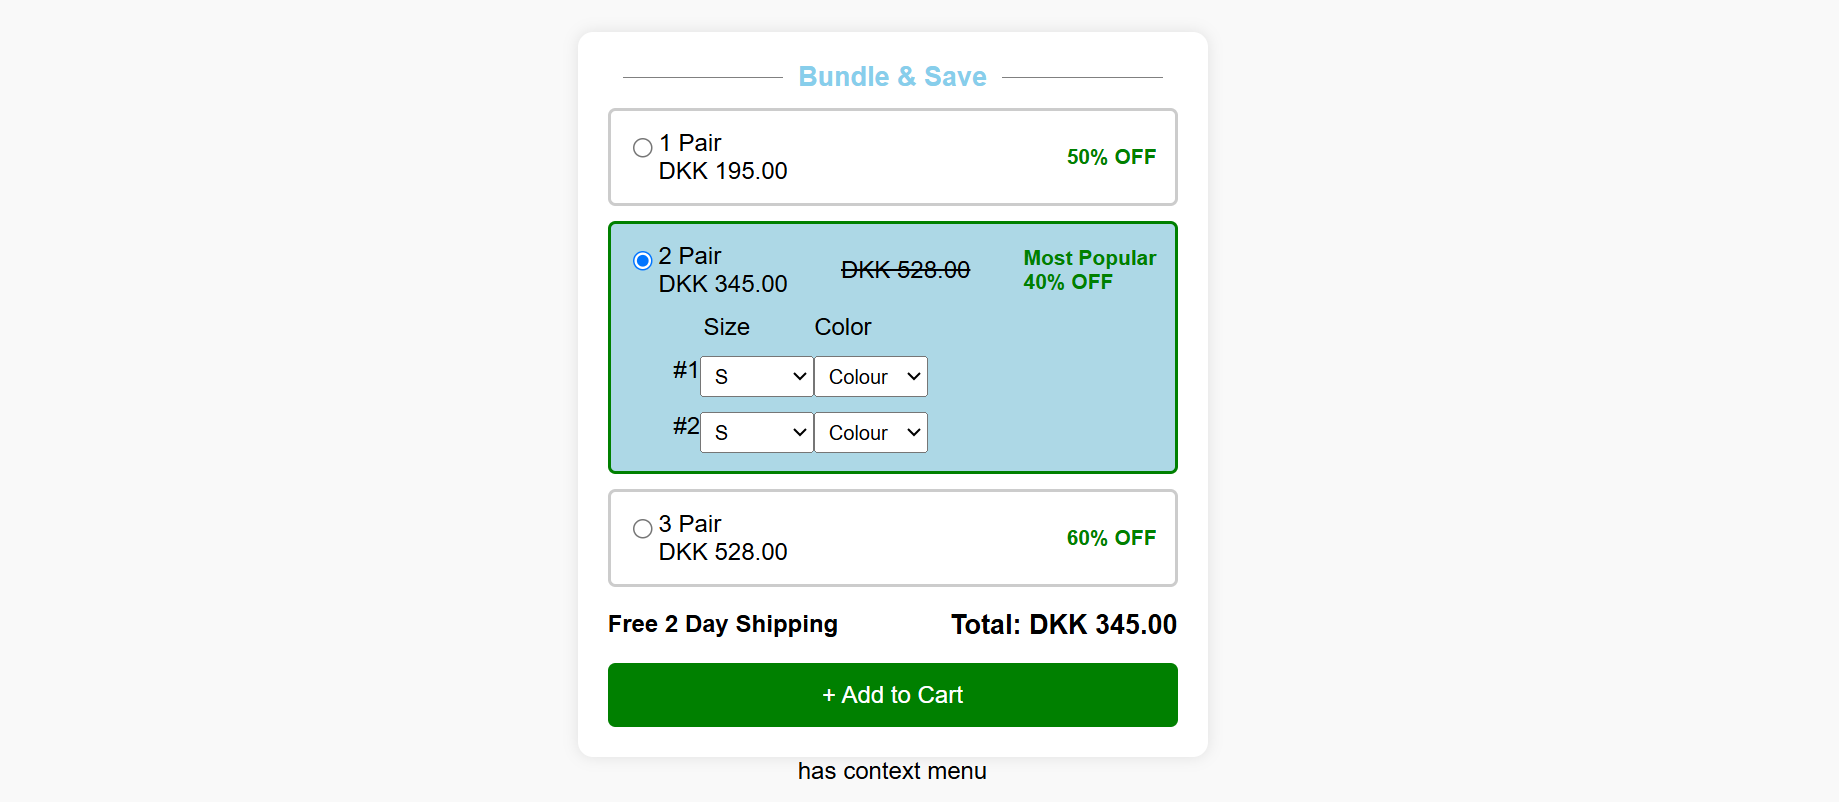 Bundle & Save
1 Pair
DKK 195.00
50% OFF
2 Pair
DKK 345.00
DKK 528.00
Most Popular
40% OFF
Size Color
#1 S Colour
#2 S Colour
3 Pair
DKK 528.00
60% OFF
Free 2 Day Shipping Total: DKK 345.00
+ Add to Cart
has context menu